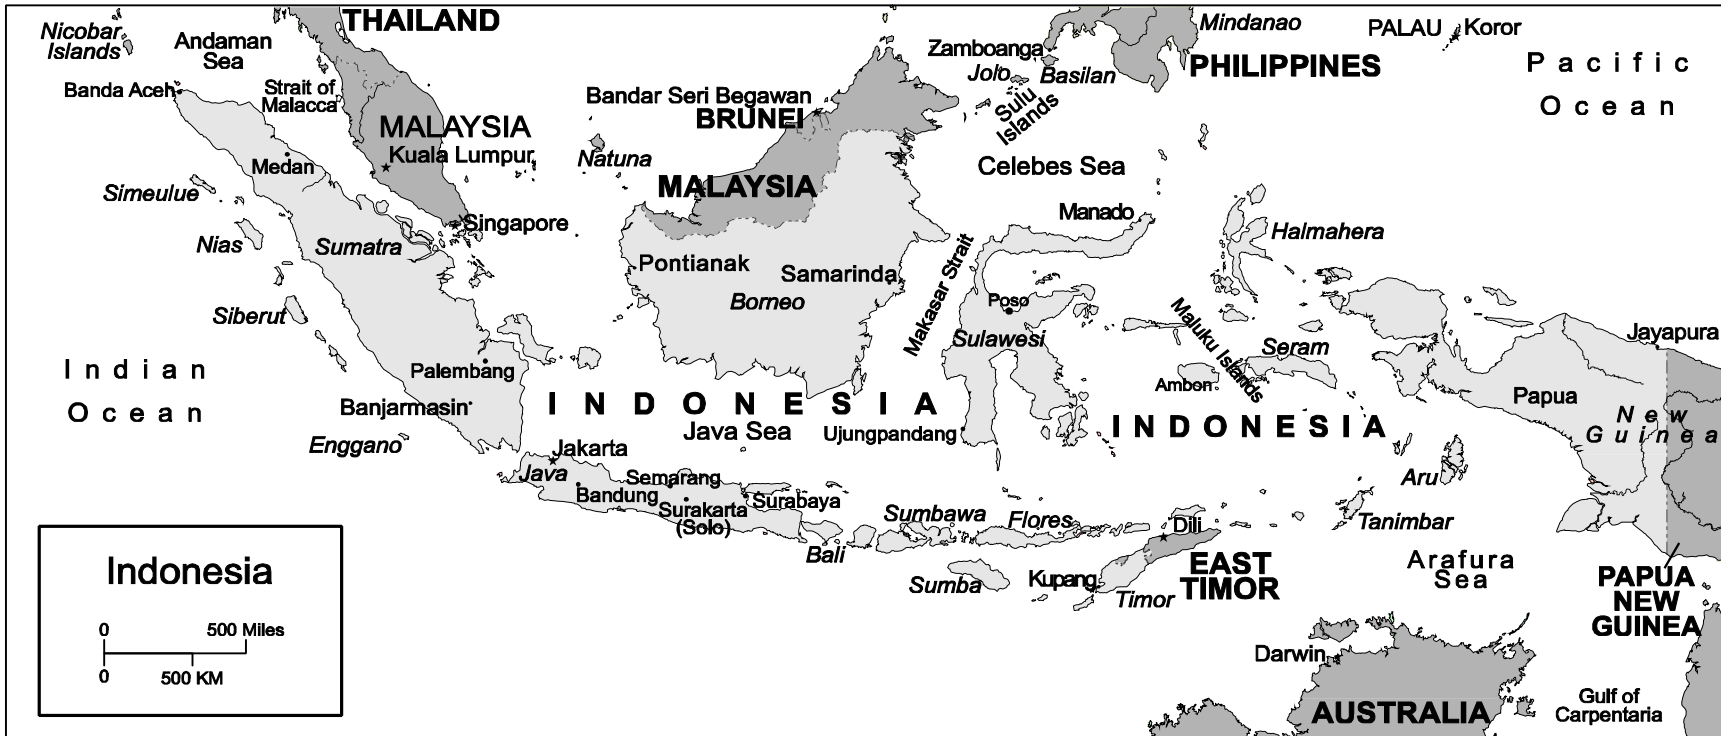 THAILAND
Nicobar
Islands
Andaman
Sea
Banda Aceh
Strait of
Malacca
MALAYSIA
Kuala Lumpur
Medan
Simeulue
Nias
Sumatra
Singapore
Siberut
Indian
Ocean
Palembang
Banjarmasin
Enggano
Natuna
Bandar Seri Begawan
BRUNEI
MALAYSIA
Pontianak
Samarinda
Borneo
Zamboanga
Jolo
Basilan
Sulu
Islands
Mindanao
PHILIPPINES
PALAU
Koror
Pacific
Ocean
Celebes Sea
Manado
Halmahera
Makasar Strait
Poso
Sulawesi
Maluku Islands
Seram
Ambon
Jayapura
Papua
New
Guinea
INDONESIA
Java Sea
Ujungpandang
INDONESIA
Jakarta
Java
Bandung
Semarang
Surakarta
(Solo)
Surabaya
Bali
Sumbawa
Flores
Sumba
Kupang
Timor
Dili
EAST
TIMOR
Aru
Tanimbar
Arafura
Sea
PAPUA
NEW
GUINEA
Darwin
AUSTRALIA
Gulf of
Carpentaria
Indonesia
0
500 Miles
0
500 KM